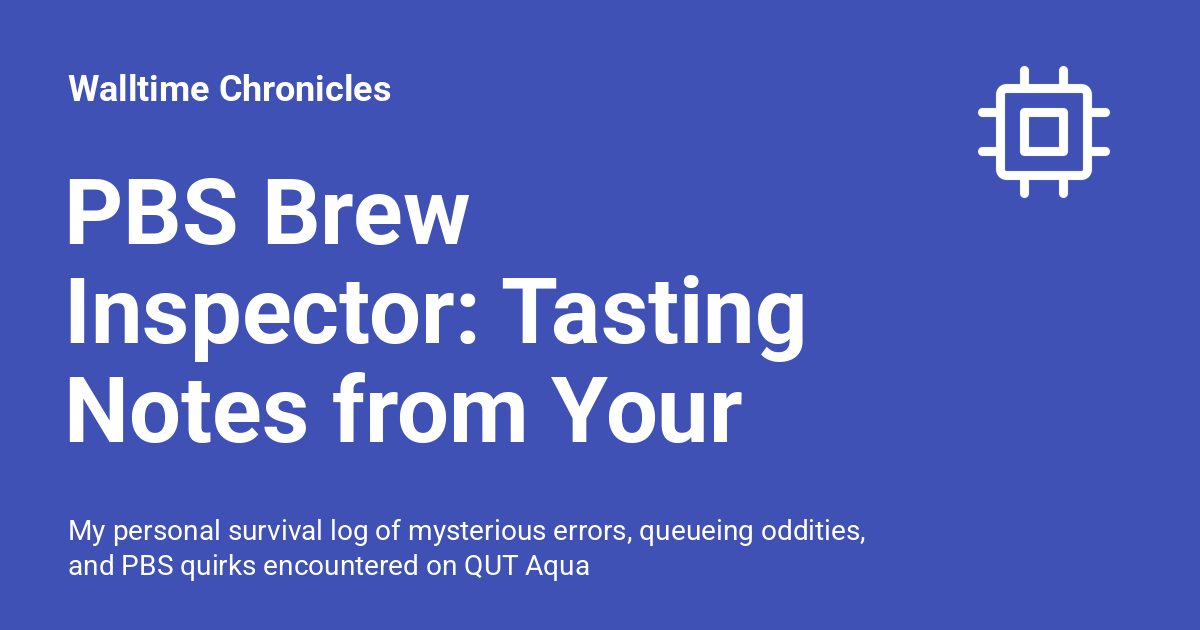 Walltime Chronicles
PBS Brew
Inspector: Tasting
Notes from Your
My personal survival log of mysterious errors, queueing oddities,
and PBS quirks encountered on QUT Aqua